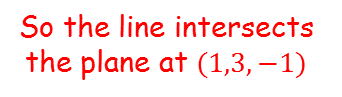 So the line intersects
the plane at (1,3, −1)